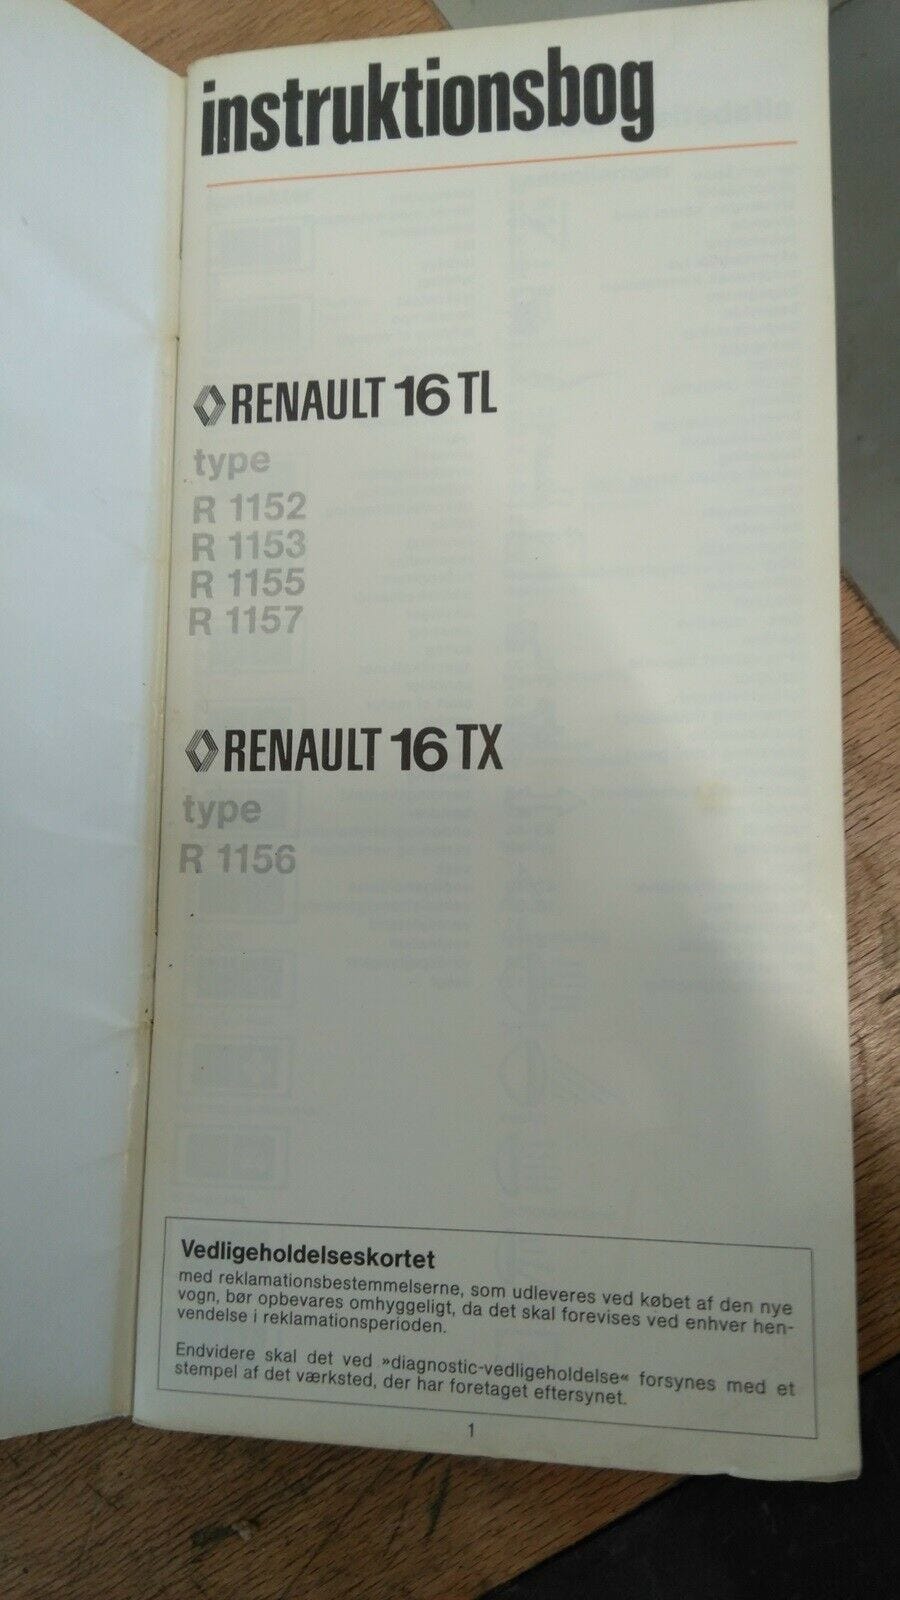 instruktionsbog
RENAULT 16 TL
type
R 1152
R 1153
R 1155
R 1157
RENAULT 16 TX
type
R 1156
Vedligeholdelseskortet
med reklamationsbestemmelserne, som udleveres ved købet af den nye
vogn, bør opbevares omhyggeligt, da det skal forevises ved enhver hen-
vendelse i reklamationsperioden.
Endvidere skal det ved »diagnostic-vedligeholdelse« forsynes med et
stempel af det værksted, der har foretaget eftersynet.
1